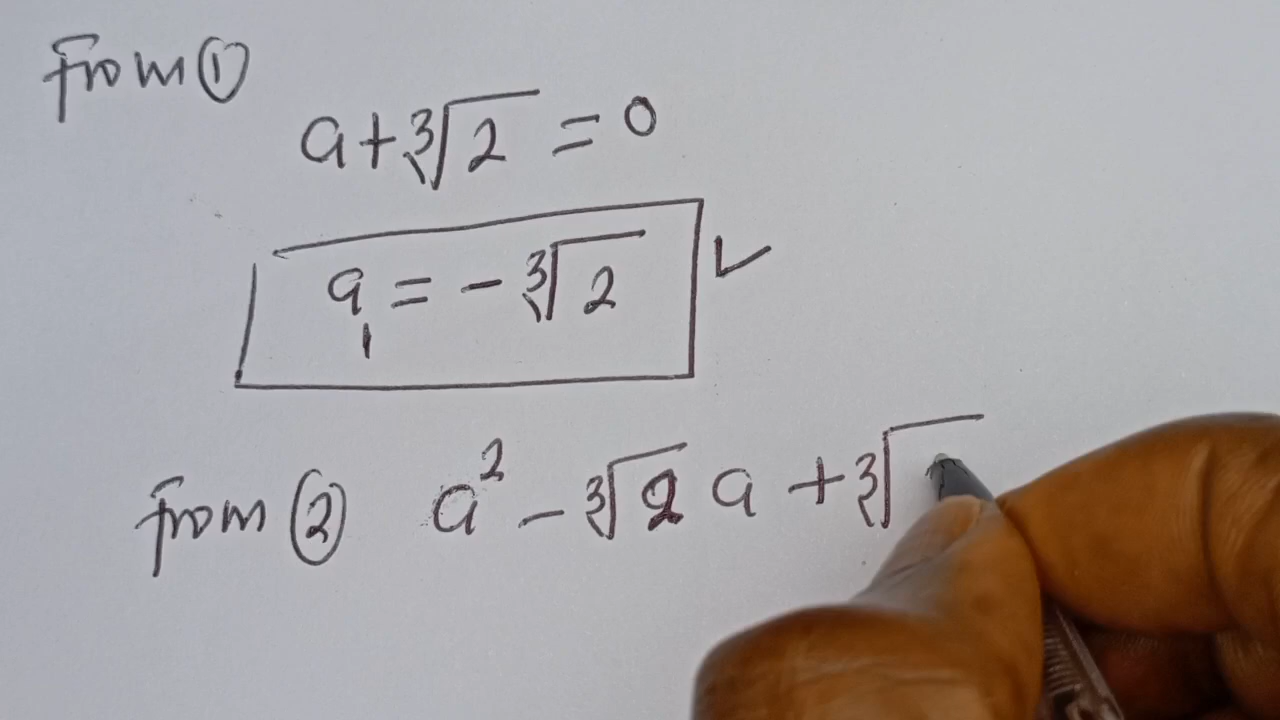 From ①
a + ∛2 = 0
a₁ = - ∛2 ✓
From ② a² - ∛2 a + ∛